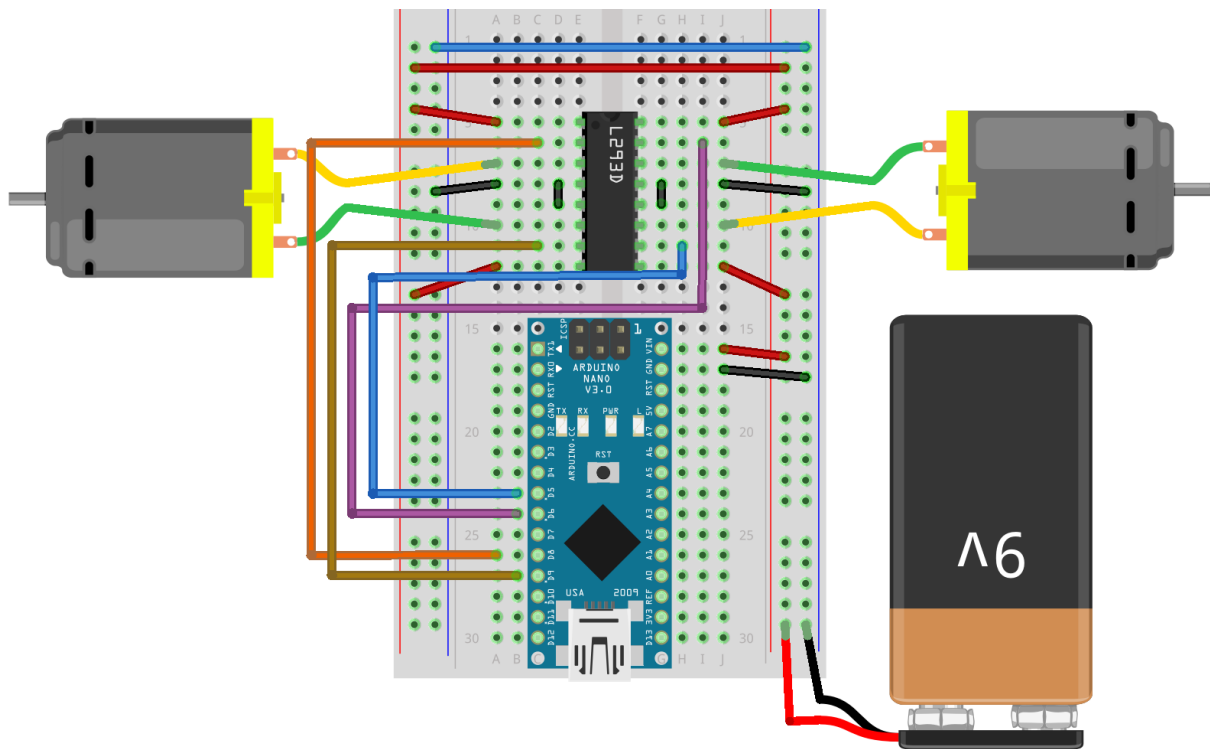 A B C D E F G H I J
1 1
5 5
L293D
10 10
15 15
ICSP
1
TX1 VIN
RX0 GND
ARDUINO
NANO
V3.0
RST RST
GND 5V
TX RX PWR L
D2 A7
20 20
D3 A6
ARDUINO.CC
RST
D4 A5
D5 A4
D6 A3
D7 A2
25 25
D8 A1
D9 A0
USA 2009
D10 REF
D11 3V3
D12 D13
30 30
A B C G H I J
9V